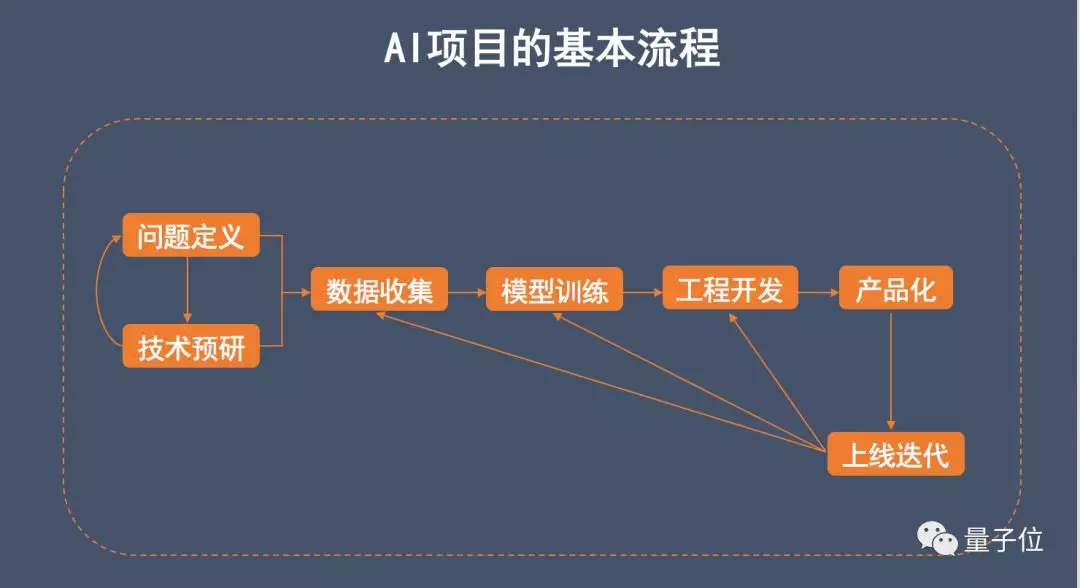 AI项目的基本流程
问题定义
技术预研
数据收集
模型训练
工程开发
产品化
上线迭代
量子位